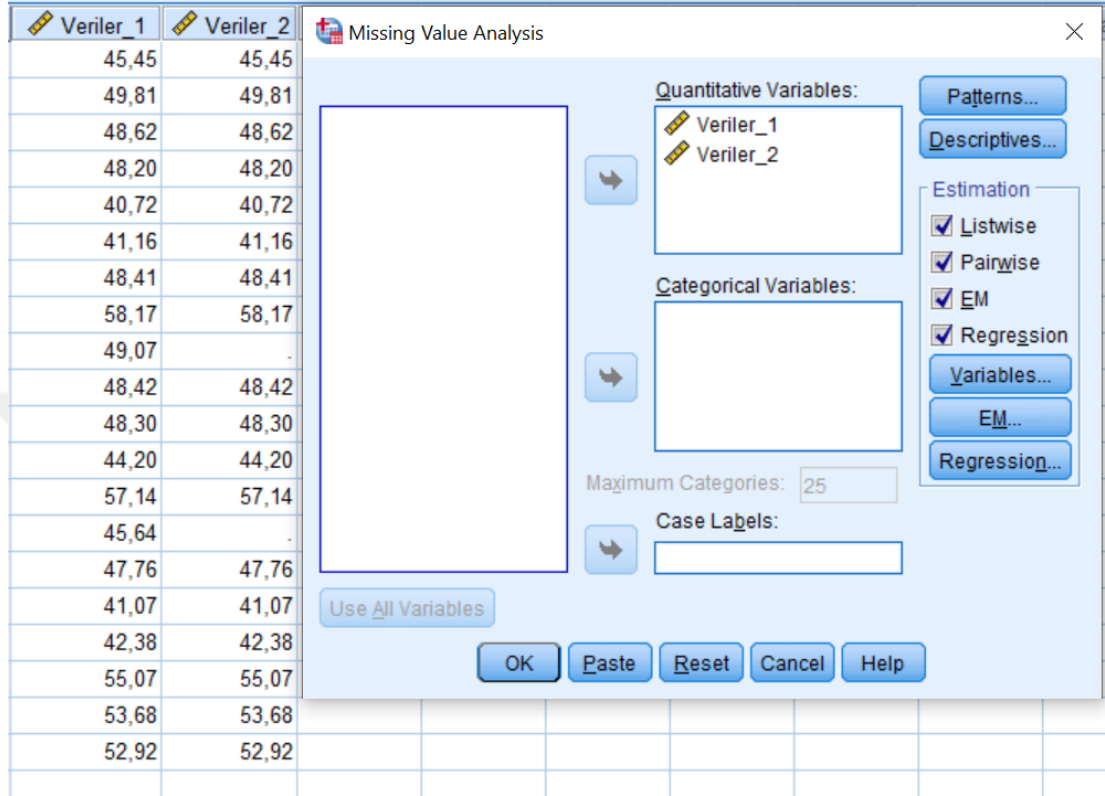 Veriler_1 Veriler_2
45,45 45,45
49,81 49,81
48,62 48,62
48,20 48,20
40,72 40,72
41,16 41,16
48,41 48,41
58,17 58,17
49,07 .
48,42 48,42
48,30 48,30
44,20 44,20
57,14 57,14
45,64 .
47,76 47,76
41,07 41,07
42,38 42,38
55,07 55,07
53,68 53,68
52,92 52,92
Missing Value Analysis
Quantitative Variables:
Veriler_1
Veriler_2
Categorical Variables:
Maximum Categories: 25
Case Labels:
Use All Variables
Patterns...
Descriptives...
Estimation
Listwise
Pairwise
EM
Regression
Variables...
EM...
Regression...
OK Paste Reset Cancel Help